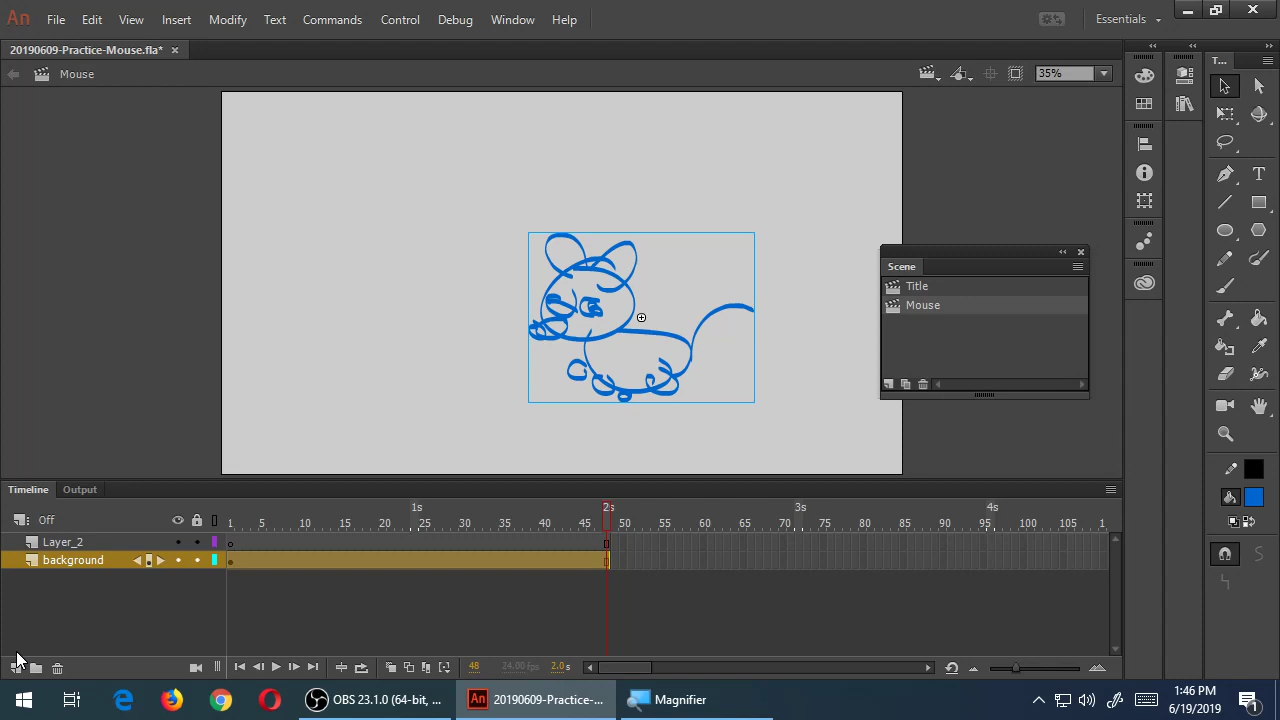 An File Edit View Insert Modify Text Commands Control Debug Window Help Essentials
20190609-Practice-Mouse.fla* ×
Mouse 35%
T...
Scene
Title
Mouse
Timeline Output
1s 2s 3s 4s
Off 1 5 10 15 20 25 30 35 40 45 50 55 60 65 70 75 80 85 90 95 100 105 1
Layer_2
background
48 24.00 fps 2.0 s
OBS 23.1.0 (64-bit, ... An 20190609-Practice-... Magnifier
1:46 PM
6/19/2019
1